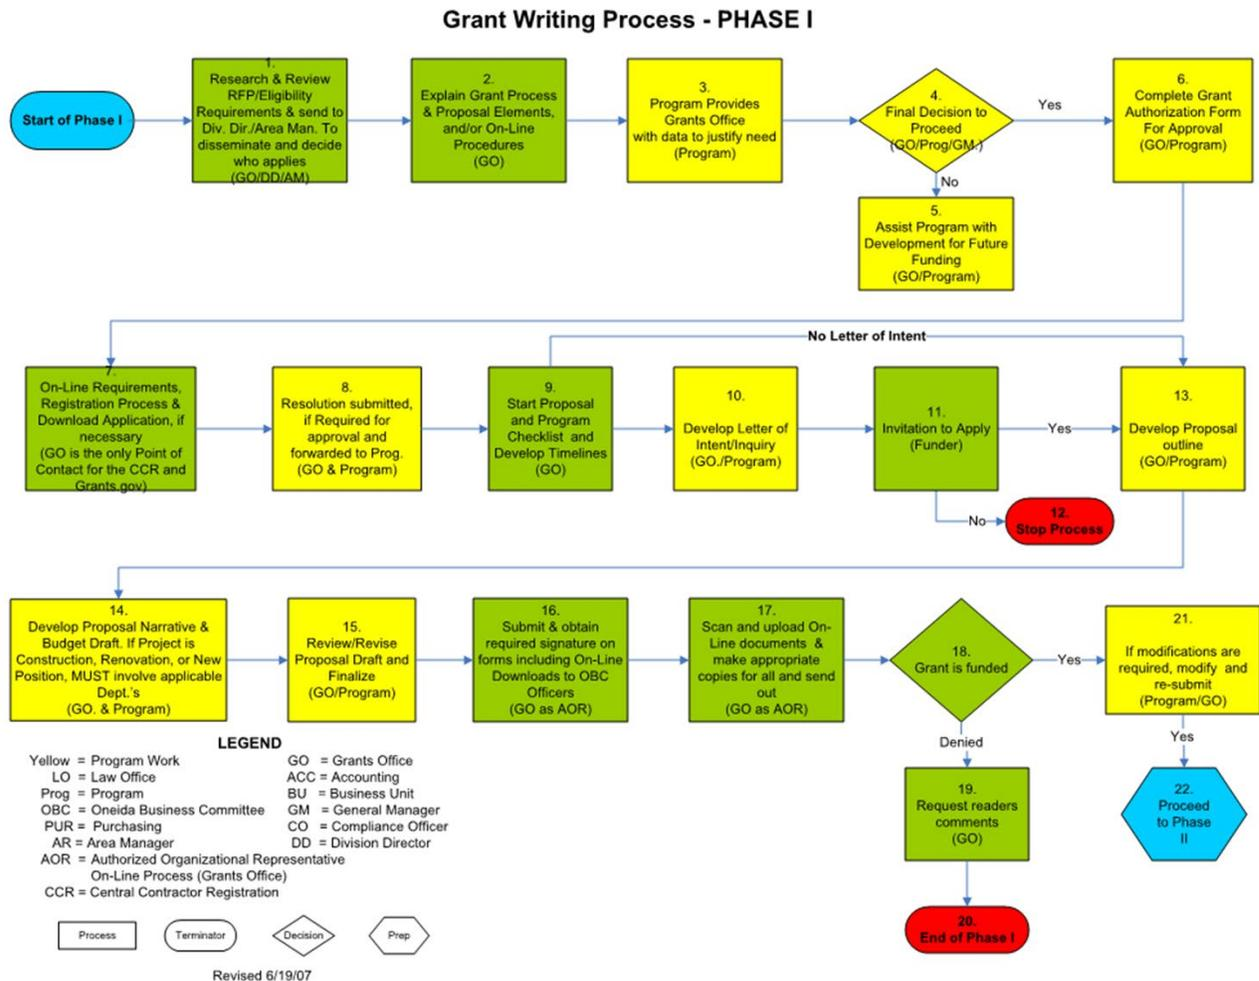 Grant Writing Process - PHASE I
Start of Phase I
1.
Research & Review
RFP/Eligibility
Requirements & send to
Div. Dir./Area Man. To
disseminate and decide
who applies
(GO/DD/AM)
2.
Explain Grant Process
& Proposal Elements,
and/or On-Line
Procedures
(GO)
3.
Program Provides
Grants Office
with data to justify need
(Program)
4.
Final Decision to
Proceed
(GO/Prog/GM.)
Yes
No
5.
Assist Program with
Development for Future
Funding
(GO/Program)
6.
Complete Grant
Authorization Form
For Approval
(GO/Program)
No Letter of Intent
7.
On-Line Requirements,
Registration Process &
Download Application, if
necessary
(GO is the only Point of
Contact for the CCR and
Grants.gov)
8.
Resolution submitted,
if Required for
approval and
forwarded to Prog.
(GO & Program)
9.
Start Proposal
and Program
Checklist and
Develop Timelines
(GO)
10.
Develop Letter of
Intent/Inquiry
(GO./Program)
11.
Invitation to Apply
(Funder)
Yes
No
12.
Stop Process
13.
Develop Proposal
outline
(GO/Program)
14.
Develop Proposal Narrative &
Budget Draft. If Project is
Construction, Renovation, or New
Position, MUST involve applicable
Dept.'s
(GO. & Program)
15.
Review/Revise
Proposal Draft and
Finalize
(GO/Program)
16.
Submit & obtain
required signature on
forms including On-Line
Downloads to OBC
Officers
(GO as AOR)
17.
Scan and upload On-
Line documents &
make appropriate
copies for all and send
out
(GO as AOR)
18.
Grant is funded
Yes
Denied
19.
Request readers
comments
(GO)
20.
End of Phase I
21.
If modifications are
required, modify and
re-submit
(Program/GO)
Yes
22.
Proceed
to Phase
II
LEGEND
Yellow = Program Work
LO = Law Office
Prog = Program
OBC = Oneida Business Committee
PUR = Purchasing
AR = Area Manager
AOR = Authorized Organizational Representative
On-Line Process (Grants Office)
CCR = Central Contractor Registration
GO = Grants Office
ACC = Accounting
BU = Business Unit
GM = General Manager
CO = Compliance Officer
DD = Division Director
Process
Terminator
Decision
Prep
Revised 6/19/07